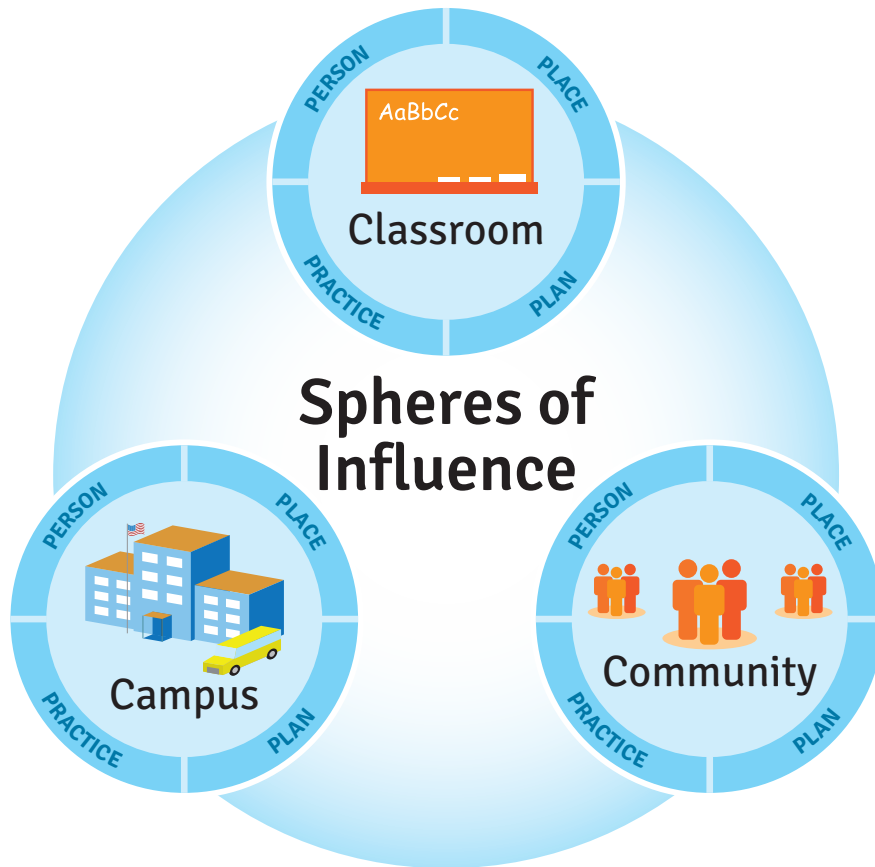 PERSON
PLACE
AaBbCc
Classroom
PRACTICE
PLAN
Spheres of
Influence
PERSON
PLACE
Campus
PRACTICE
PLAN
PERSON
PLACE
Community
PRACTICE
PLAN